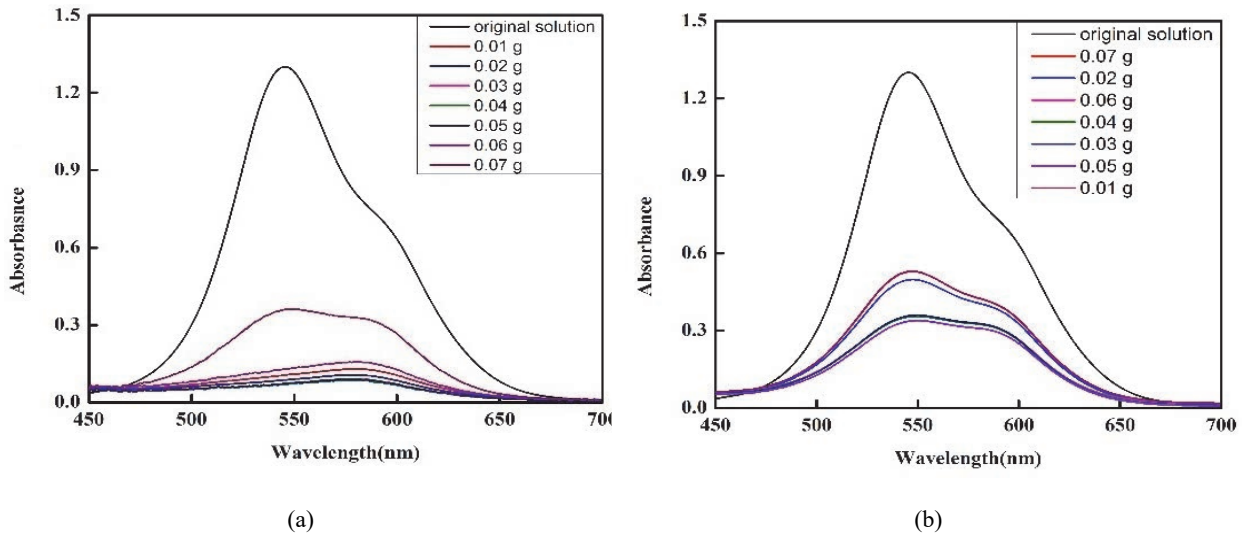 1.5
1.2
0.9
0.6
0.3
0.0
450
500
550
600
650
700
Absorbasnce
Wavelength(nm)
original solution
0.01 g
0.02 g
0.03 g
0.04 g
0.05 g
0.06 g
0.07 g
(a)
1.5
1.2
0.9
0.6
0.3
0.0
450
500
550
600
650
700
Absorbance
Wavelength(nm)
original solution
0.07 g
0.02 g
0.06 g
0.04 g
0.03 g
0.05 g
0.01 g
(b)